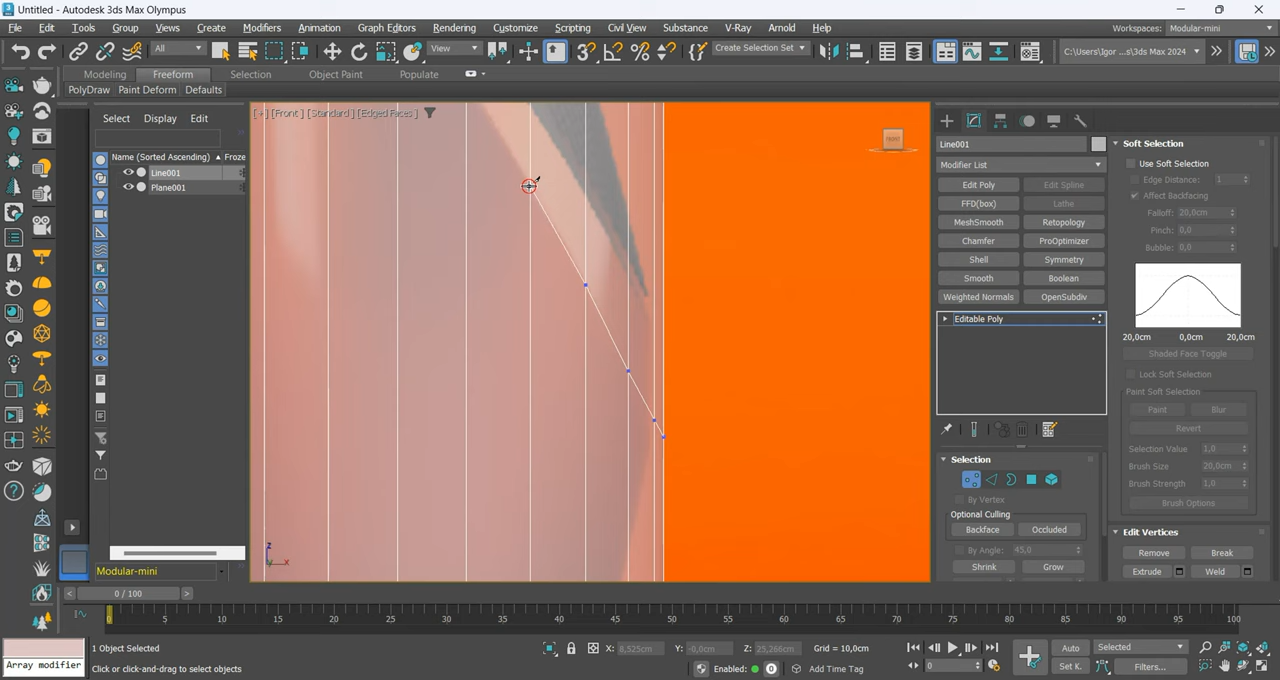 Untitled - Autodesk 3ds Max Olympus
File Edit Tools Group Views Create Modifiers Animation Graph Editors Rendering Customize Scripting Civil View Substance V-Ray Arnold Help
Workspaces: Modular-mini
All View Create Selection Set C:\Users\Igor ...s\3ds Max 2024
Modeling Freeform Selection Object Paint Populate
PolyDraw Paint Deform Defaults
Select Display Edit
Name (Sorted Ascending) Froze
Line001
Plane001
Modular-mini
[+] [Front] [Standard] [Edged Faces]
FRONT
z
x
Line001
Modifier List
Edit Poly Edit Spline
FFD(box) Lathe
MeshSmooth Retopology
Chamfer ProOptimizer
Shell Symmetry
Smooth Boolean
Weighted Normals OpenSubdiv
Editable Poly
Selection
By Vertex
Optional Culling
Backface Occluded
By Angle: 45,0
Shrink Grow
Soft Selection
Use Soft Selection
Edge Distance: 1
Affect Backfacing
Falloff: 20,0cm
Pinch: 0,0
Bubble: 0,0
20,0cm 0,0cm 20,0cm
Shaded Face Toggle
Lock Soft Selection
Paint Soft Selection
Paint Blur
Revert
Selection Value 1,0
Brush Size 20,0cm
Brush Strength 1,0
Brush Options
Edit Vertices
Remove Break
Extrude Weld
< 0 / 100 >
0 5 10 15 20 25 30 35 40 45 50 55 60 65 70 75 80 85 90 95 100
Array modifier
1 Object Selected
Click or click-and-drag to select objects
X: 8,525cm Y: -0,0cm Z: 25,266cm Grid = 10,0cm
Enabled: 0 Add Time Tag
0
Auto Selected
Set K. Filters...